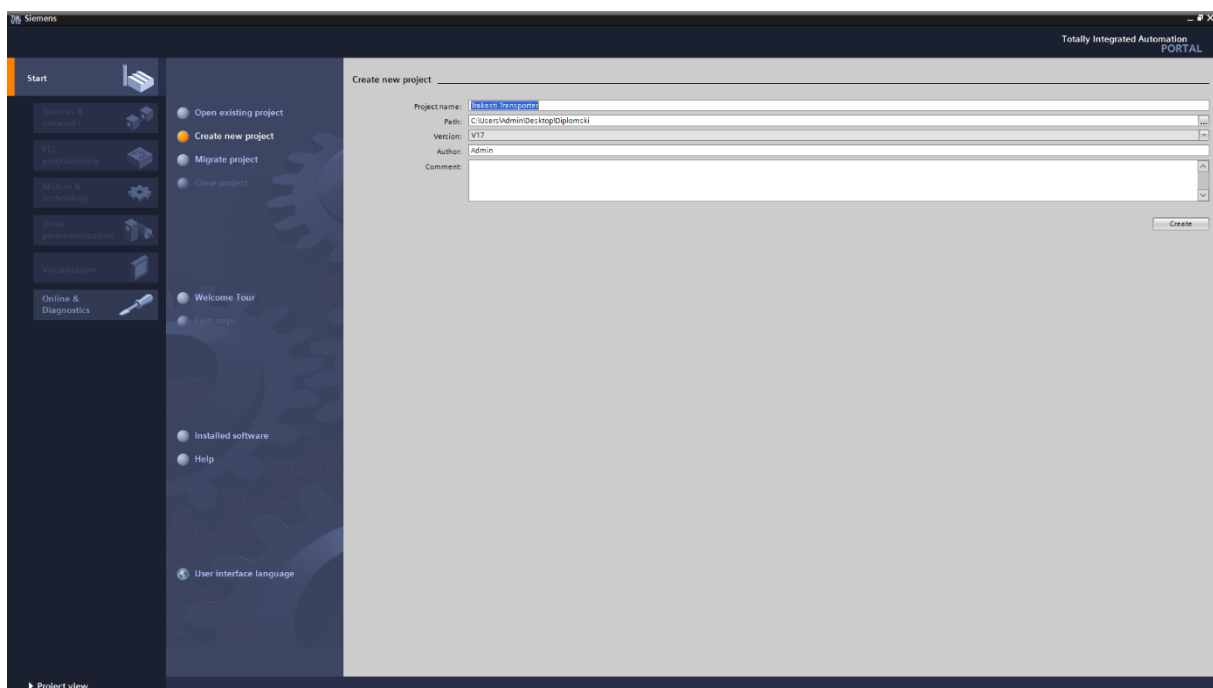 Siemens
Totally Integrated Automation
PORTAL
Start
Devices &
networks
PLC
programming
Motion &
technology
Drive
parameterization
Visualization
Online &
Diagnostics
Open existing project
Create new project
Migrate project
Close project
Welcome Tour
First steps
Installed software
Help
User interface language
Create new project
Project name: Trakasti Transporter
Path: C:\Users\Admin\Desktop\Diplomski
...
Version: V17
Author: Admin
Comment:
Create
Project view